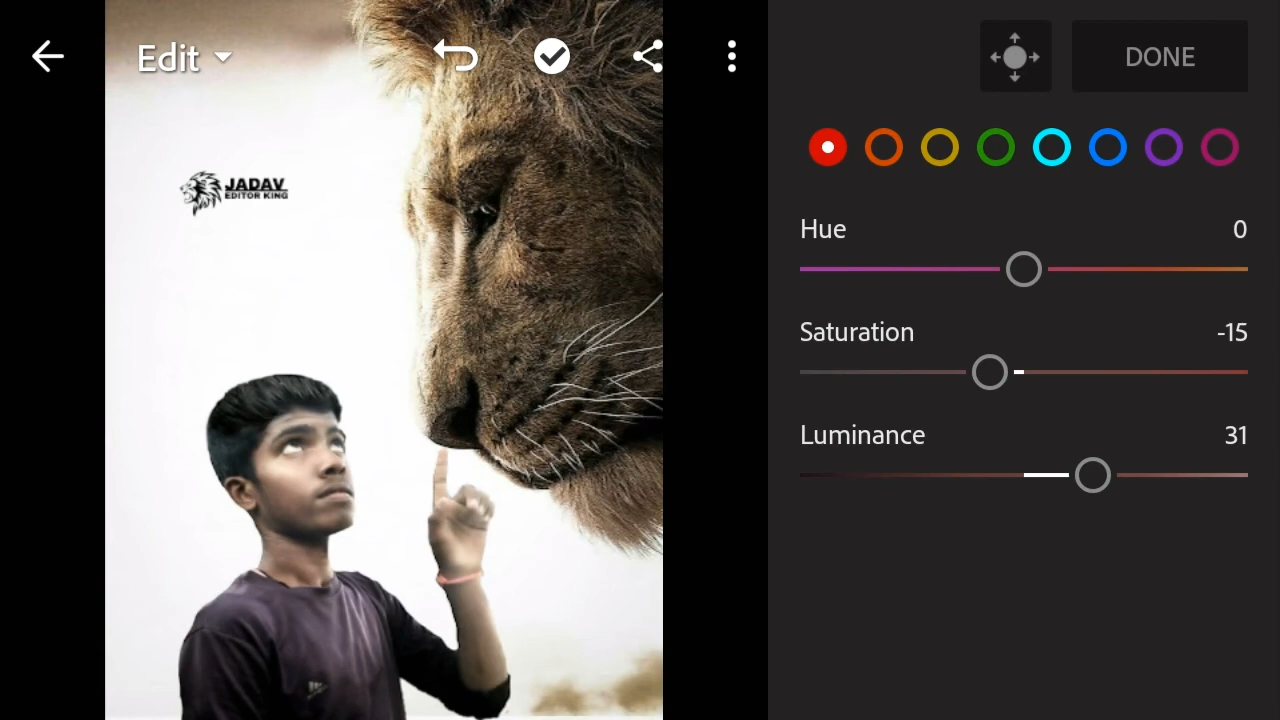 Edit
DONE
JADAV
EDITOR KING
Hue 0
Saturation -15
Luminance 31